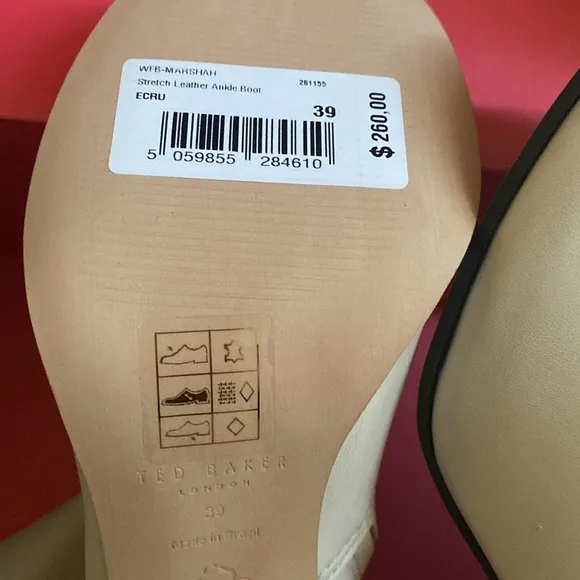 WFB-MARSHAH 261155
Stretch Leather Ankle Boot
ECRU
39
$ 260,00
5 059855 284610
TED BAKER
LONDON
39
Made in Brazil